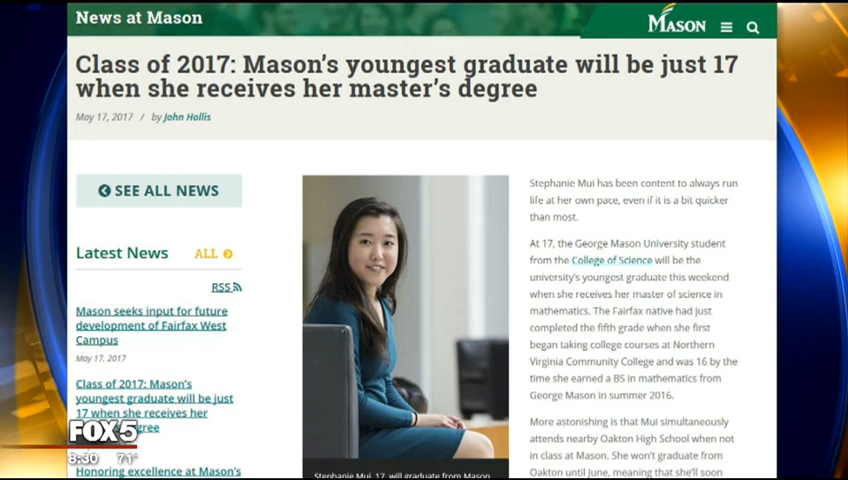 News at Mason
MASON
Class of 2017: Mason's youngest graduate will be just 17
when she receives her master's degree
May 17, 2017 / by John Hollis
SEE ALL NEWS
Latest News
ALL
RSS
Mason seeks input for future
development of Fairfax West
Campus
May 17, 2017
Class of 2017: Mason's
youngest graduate will be just
17 when she receives her
gree
Honoring excellence at Mason's
Stephanie Mui has been content to always run
life at her own pace, even if it is a bit quicker
than most.
At 17, the George Mason University student
from the College of Science will be the
university's youngest graduate this weekend
when she receives her master of science in
mathematics. The Fairfax native had just
completed the fifth grade when she first
began taking college courses at Northern
Virginia Community College and was 16 by the
time she earned a BS in mathematics from
George Mason in summer 2016.
More astonishing is that Mui simultaneously
attends nearby Oakton High School when not
in class at Mason. She won't graduate from
Oakton until June, meaning that she'll soon
Stephanie Mui, 17, will graduate from Mason
FOX 5
8:30 71°